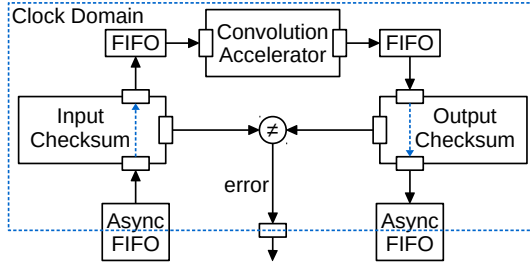 Clock Domain
FIFO
Convolution
Accelerator
FIFO
Input
Checksum
≠
Output
Checksum
error
Async
FIFO
Async
FIFO